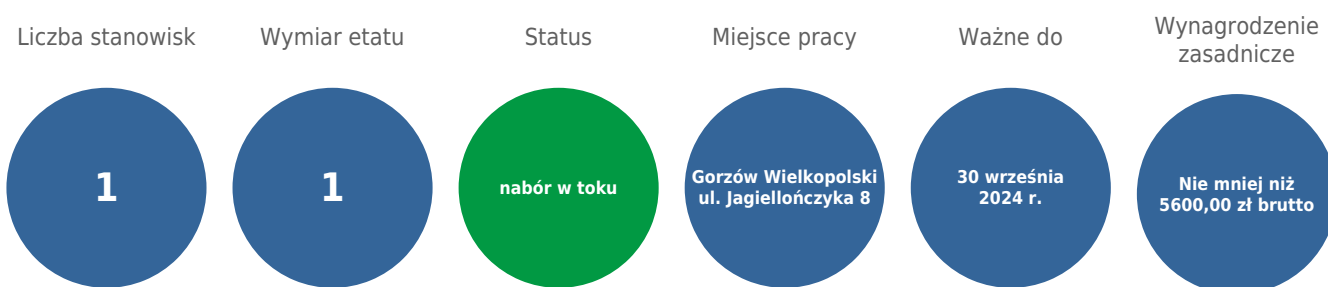 Liczba stanowisk
Wymiar etatu
Status
Miejsce pracy
Ważne do
Wynagrodzenie
zasadnicze
1
1
nabór w toku
Gorzów Wielkopolski
ul. Jagiellończyka 8
30 września
2024 r.
Nie mniej niż
5600,00 zł brutto